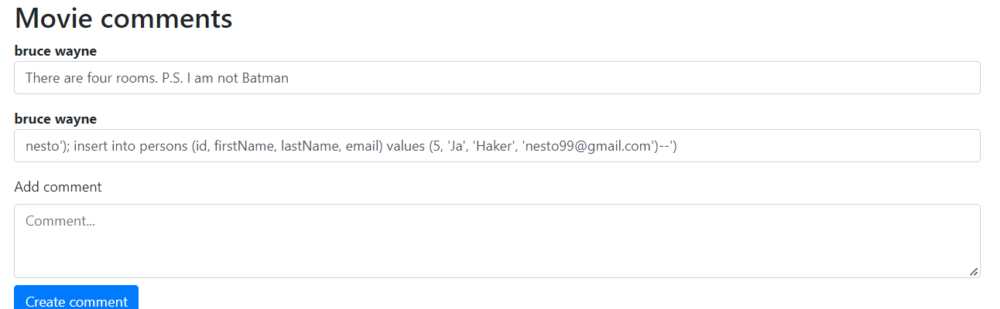 Movie comments
bruce wayne
There are four rooms. P.S. I am not Batman
bruce wayne
nesto'); insert into persons (id, firstName, lastName, email) values (5, 'Ja', 'Haker', 'nesto99@gmail.com')--')
Add comment
Comment...
Create comment